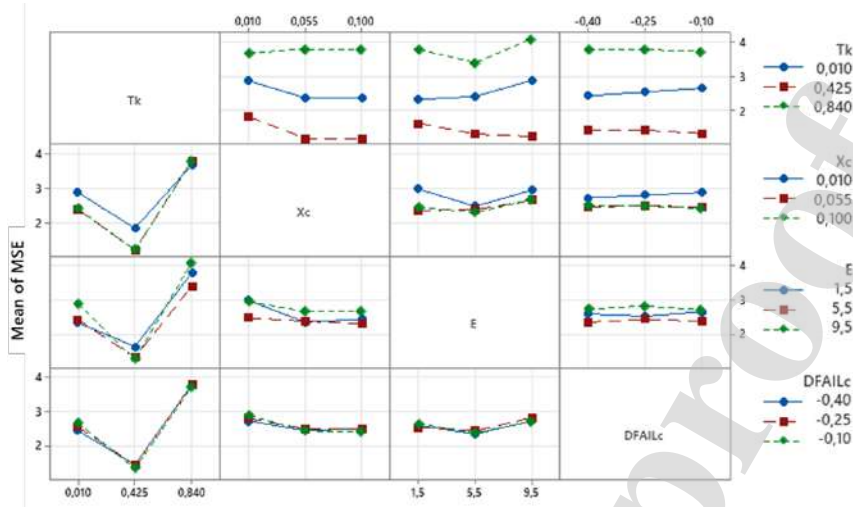 0,010 0,055 0,100 -0,40 -0,25 -0,10
Tk
4
3
2
Tk
0,010
0,425
0,840
4
3
2
Xc
Xc
0,010
0,055
0,100
Mean of MSE
E
4
3
2
E
1,5
5,5
9,5
4
3
2
DFAILc
DFAILc
-0,40
-0,25
-0,10
0,010 0,425 0,840 1,5 5,5 9,5
proof